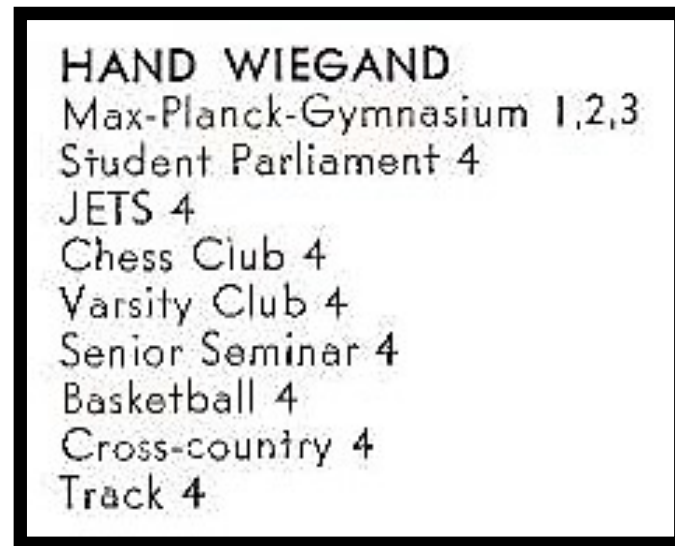 HAND WIEGAND
Max-Planck-Gymnasium 1,2,3
Student Parliament 4
JETS 4
Chess Club 4
Varsity Club 4
Senior Seminar 4
Basketball 4
Cross-country 4
Track 4